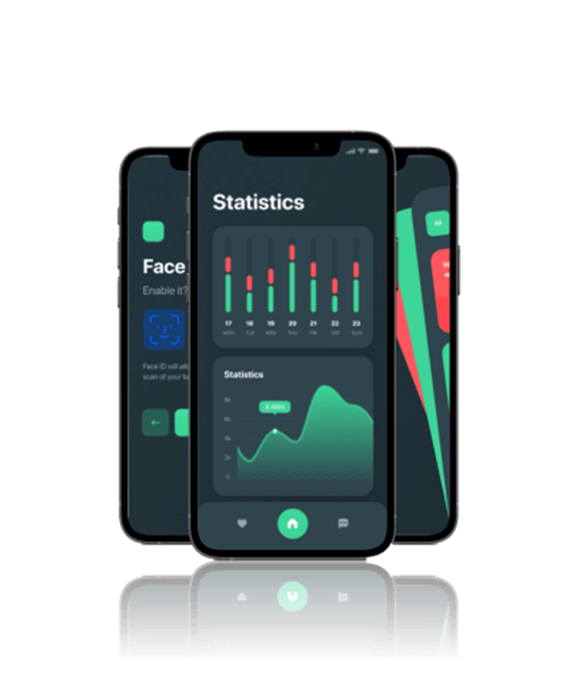 Face
Enable it?
Face ID will all
scan of your fa
Statistics
17 18 19 20 21 22 23
MON TUE WED THU FRI SAT SUN
Statistics
8k
6k
4k
2k
0
All